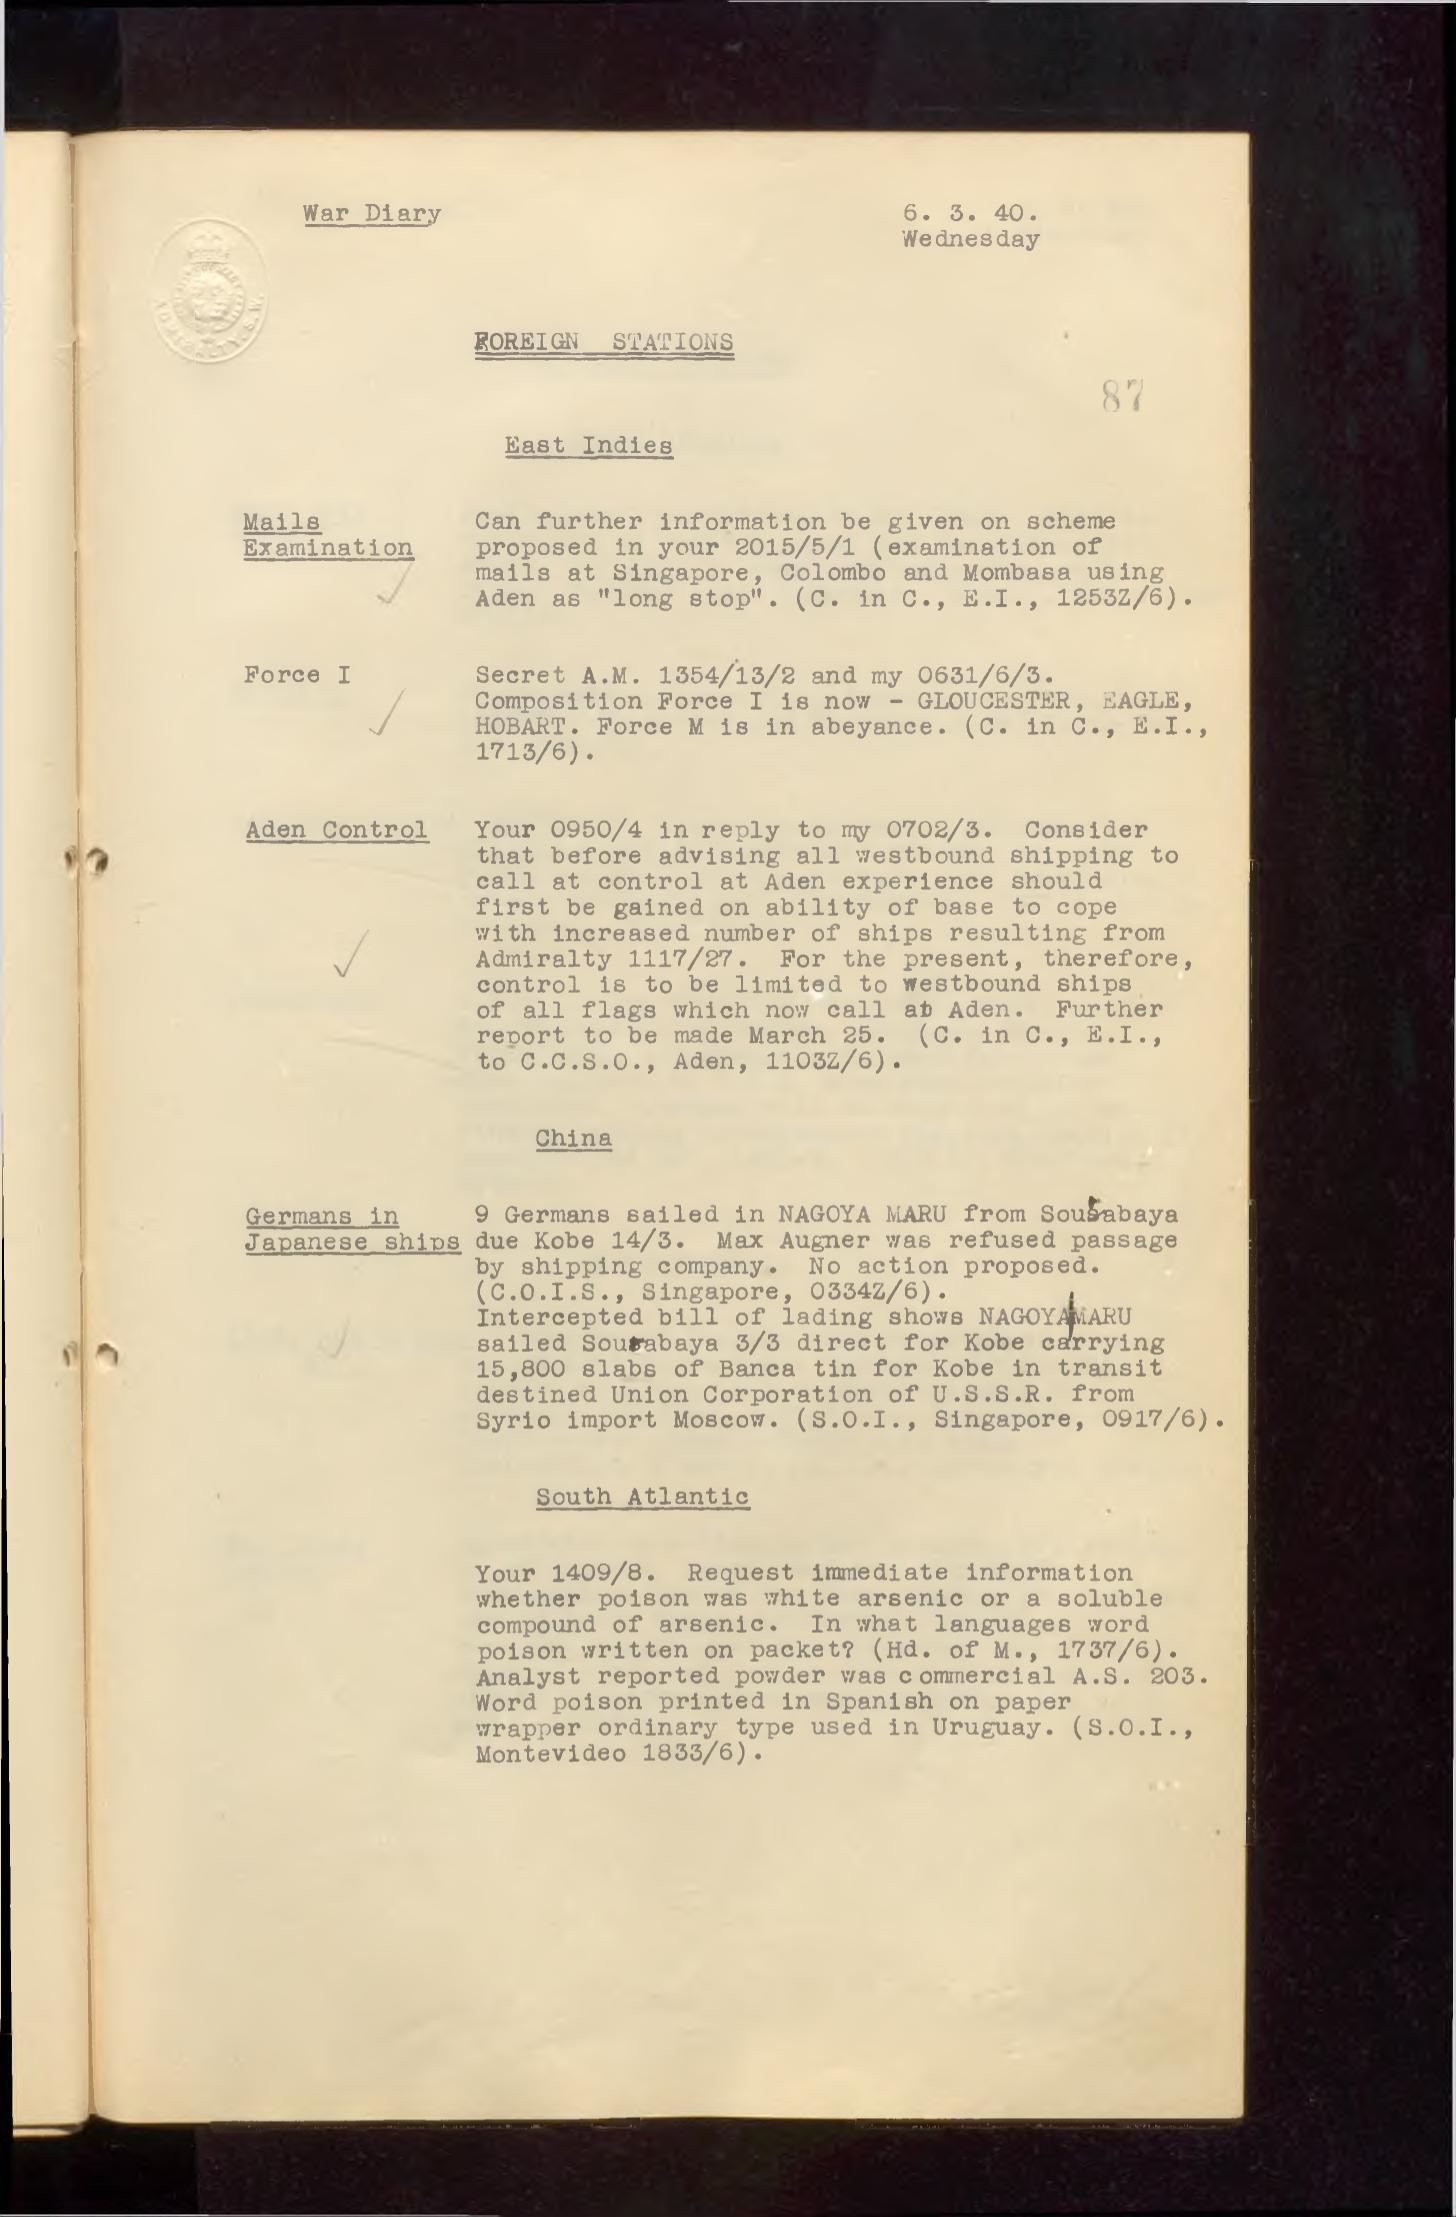 War Diary
6. 3. 40.
Wednesday
ADMIRALTY. S.W.
FOREIGN STATIONS
87
East Indies
Mails
Examination
Can further information be given on scheme
proposed in your 2015/5/1 (examination of
mails at Singapore, Colombo and Mombasa using
Aden as "long stop". (C. in C., E.I., 1253Z/6).
Force I
Secret A.M. 1354/13/2 and my 0631/6/3.
Composition Force I is now - GLOUCESTER, EAGLE,
HOBART. Force M is in abeyance. (C. in C., E.I.,
1713/6).
Aden Control
Your 0950/4 in reply to my 0702/3. Consider
that before advising all westbound shipping to
call at control at Aden experience should
first be gained on ability of base to cope
with increased number of ships resulting from
Admiralty 1117/27. For the present, therefore,
control is to be limited to westbound ships
of all flags which now call at Aden. Further
report to be made March 25. (C. in C., E.I.,
to C.C.S.O., Aden, 1103Z/6).
China
Germans in
Japanese ships
9 Germans sailed in NAGOYA MARU from Sourabaya
due Kobe 14/3. Max Augner was refused passage
by shipping company. No action proposed.
(C.O.I.S., Singapore, 0334Z/6).
Intercepted bill of lading shows NAGOYA MARU
sailed Sourabaya 3/3 direct for Kobe carrying
15,800 slabs of Banca tin for Kobe in transit
destined Union Corporation of U.S.S.R. from
Syrio import Moscow. (S.O.I., Singapore, 0917/6).
South Atlantic
Your 1409/8. Request immediate information
whether poison was white arsenic or a soluble
compound of arsenic. In what languages word
poison written on packet? (Hd. of M., 1737/6).
Analyst reported powder was commercial A.S. 203.
Word poison printed in Spanish on paper
wrapper ordinary type used in Uruguay. (S.O.I.,
Montevideo 1833/6).